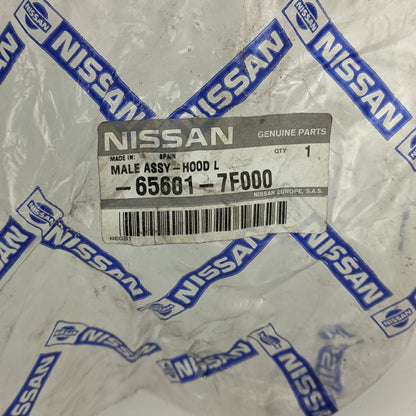 NISSAN GENUINE PARTS
MADE IN: SPAIN QTY 1
MALE ASSY-HOOD L
-65601-7F000
NISSAN EUROPE, S.A.S.
NISSAN
NISSAN
NISSAN
NISSAN
NISSAN
NISSAN
NISSAN
NISSAN
NISSAN